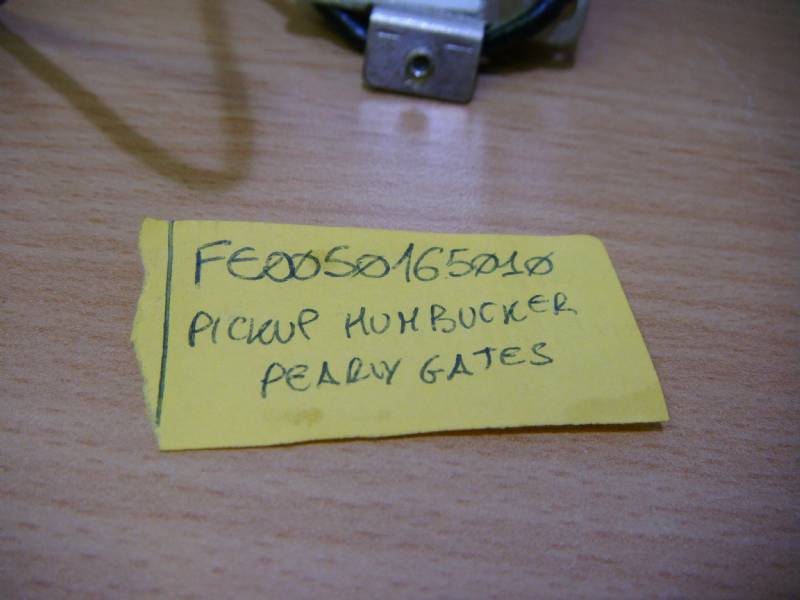 FE0050165010
PICKUP HUMBUCKER
PEARLY GATES